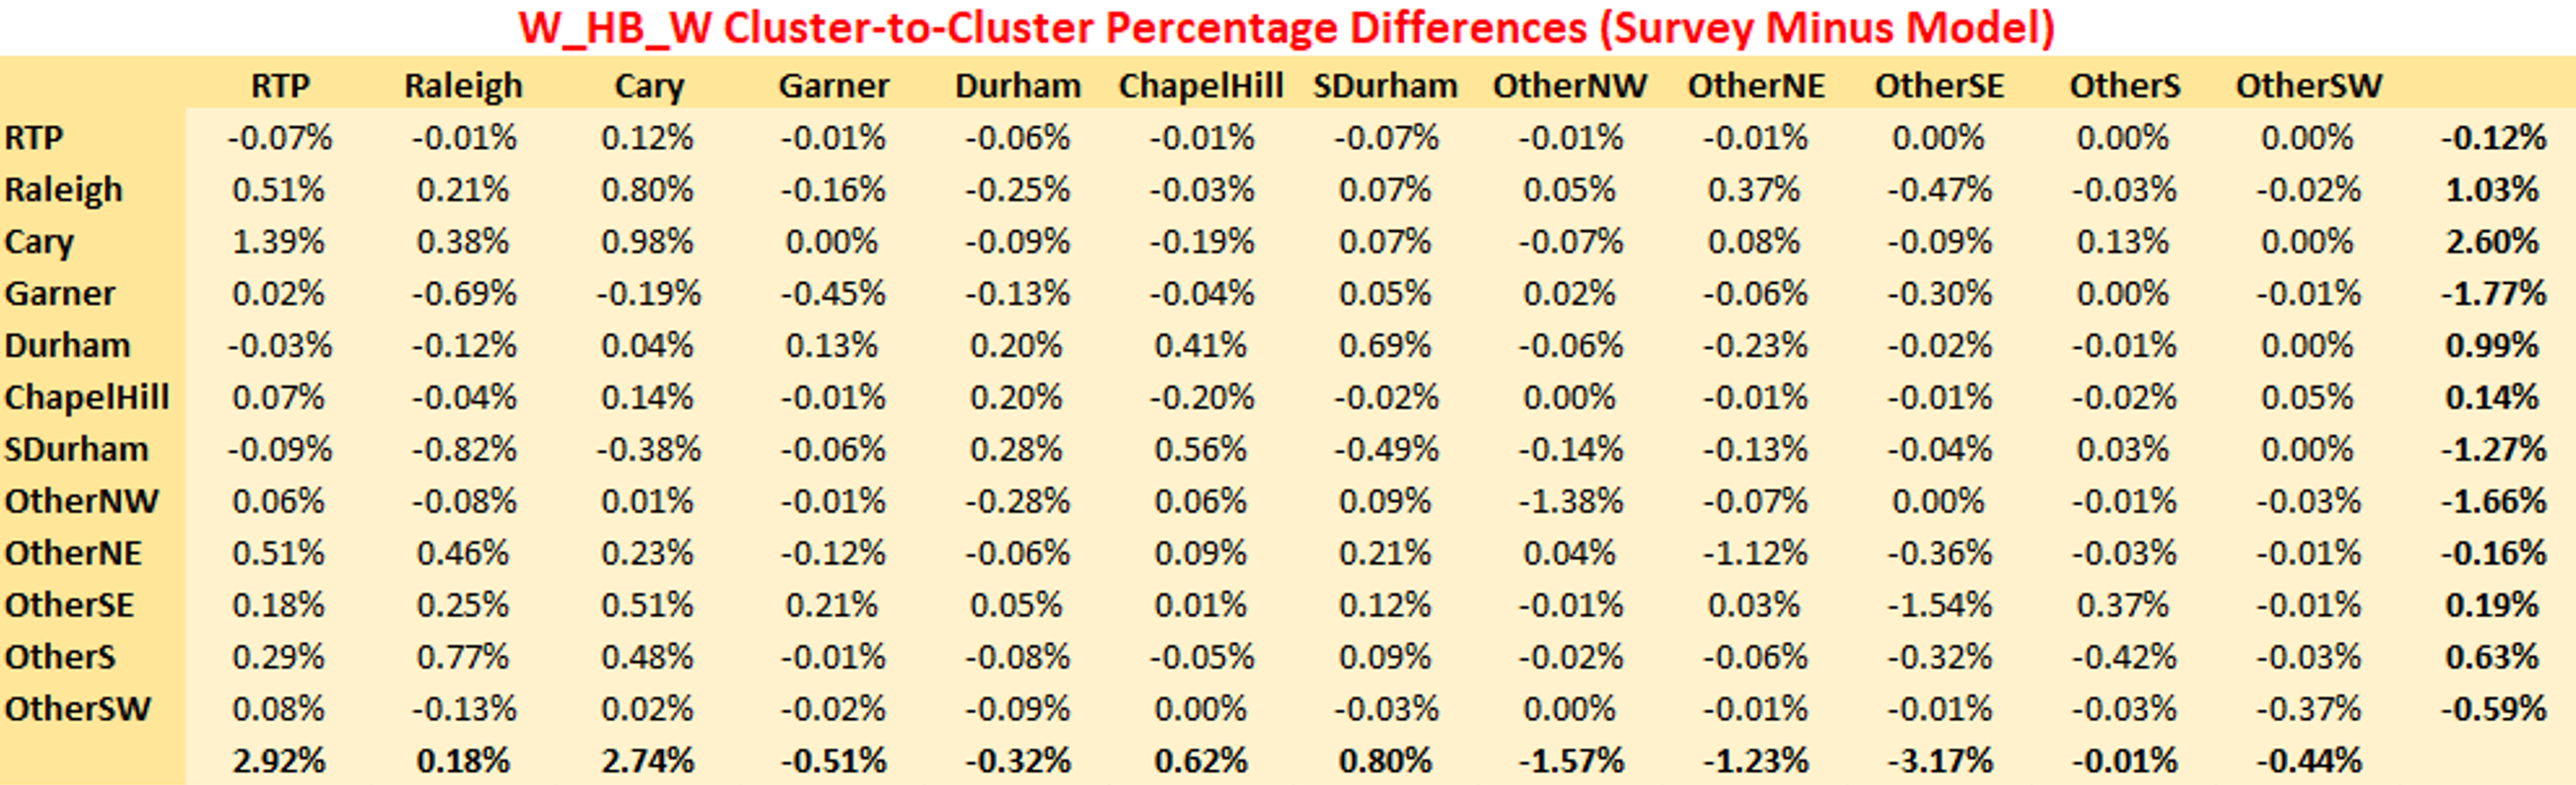 W_HB_W Cluster-to-Cluster Percentage Differences (Survey Minus Model)
RTP Raleigh Cary Garner Durham ChapelHill SDurham OtherNW OtherNE OtherSE OtherS OtherSW
RTP -0.07% -0.01% 0.12% -0.01% -0.06% -0.01% -0.07% -0.01% -0.01% 0.00% 0.00% 0.00% -0.12%
Raleigh 0.51% 0.21% 0.80% -0.16% -0.25% -0.03% 0.07% 0.05% 0.37% -0.47% -0.03% -0.02% 1.03%
Cary 1.39% 0.38% 0.98% 0.00% -0.09% -0.19% 0.07% -0.07% 0.08% -0.09% 0.13% 0.00% 2.60%
Garner 0.02% -0.69% -0.19% -0.45% -0.13% -0.04% 0.05% 0.02% -0.06% -0.30% 0.00% -0.01% -1.77%
Durham -0.03% -0.12% 0.04% 0.13% 0.20% 0.41% 0.69% -0.06% -0.23% -0.02% -0.01% 0.00% 0.99%
ChapelHill 0.07% -0.04% 0.14% -0.01% 0.20% -0.20% -0.02% 0.00% -0.01% -0.01% -0.02% 0.05% 0.14%
SDurham -0.09% -0.82% -0.38% -0.06% 0.28% 0.56% -0.49% -0.14% -0.13% -0.04% 0.03% 0.00% -1.27%
OtherNW 0.06% -0.08% 0.01% -0.01% -0.28% 0.06% 0.09% -1.38% -0.07% 0.00% -0.01% -0.03% -1.66%
OtherNE 0.51% 0.46% 0.23% -0.12% -0.06% 0.09% 0.21% 0.04% -1.12% -0.36% -0.03% -0.01% -0.16%
OtherSE 0.18% 0.25% 0.51% 0.21% 0.05% 0.01% 0.12% -0.01% 0.03% -1.54% 0.37% -0.01% 0.19%
OtherS 0.29% 0.77% 0.48% -0.01% -0.08% -0.05% 0.09% -0.02% -0.06% -0.32% -0.42% -0.03% 0.63%
OtherSW 0.08% -0.13% 0.02% -0.02% -0.09% 0.00% -0.03% 0.00% -0.01% -0.01% -0.03% -0.37% -0.59%
2.92% 0.18% 2.74% -0.51% -0.32% 0.62% 0.80% -1.57% -1.23% -3.17% -0.01% -0.44%